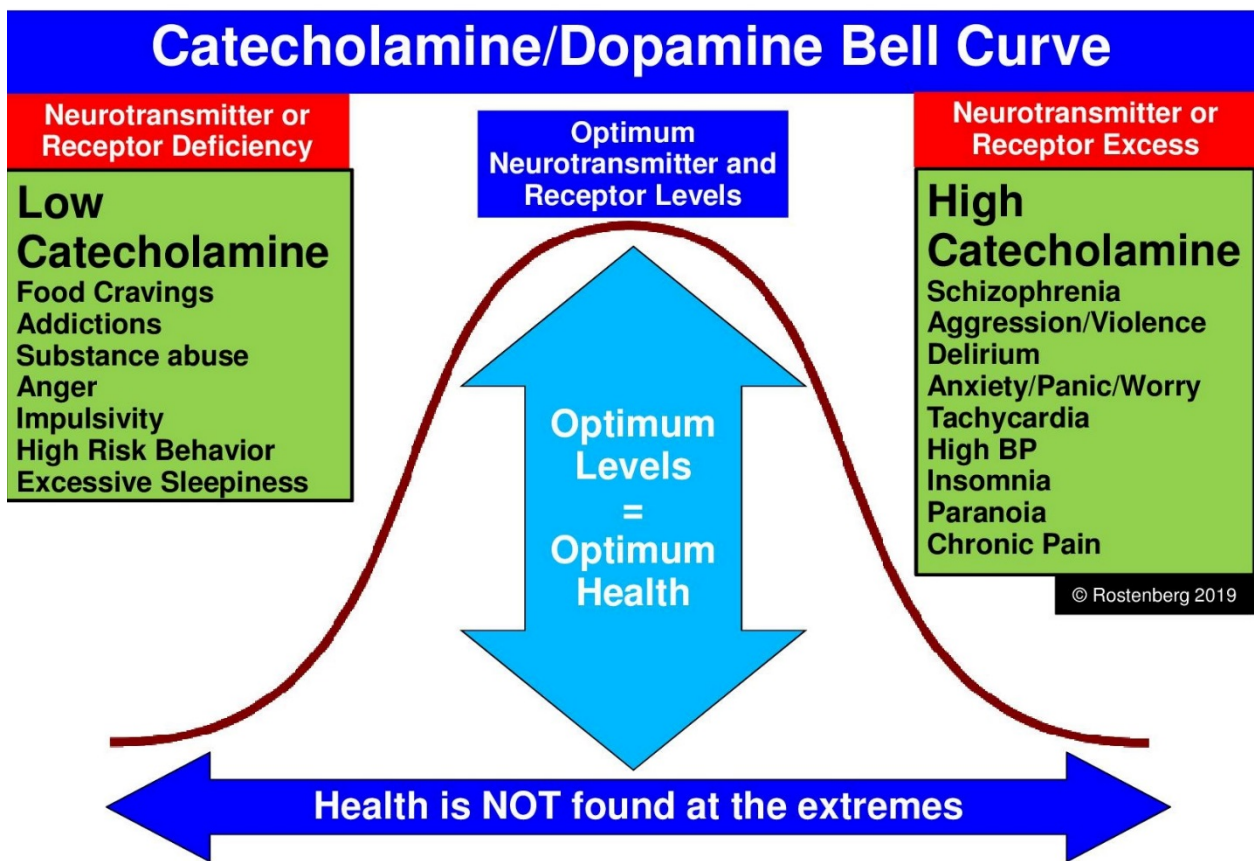 Catecholamine/Dopamine Bell Curve
Neurotransmitter or
Receptor Deficiency
Low
Catecholamine
Food Cravings
Addictions
Substance abuse
Anger
Impulsivity
High Risk Behavior
Excessive Sleepiness
Optimum
Neurotransmitter and
Receptor Levels
Optimum
Levels
=
Optimum
Health
Neurotransmitter or
Receptor Excess
High
Catecholamine
Schizophrenia
Aggression/Violence
Delirium
Anxiety/Panic/Worry
Tachycardia
High BP
Insomnia
Paranoia
Chronic Pain
© Rostenberg 2019
Health is NOT found at the extremes